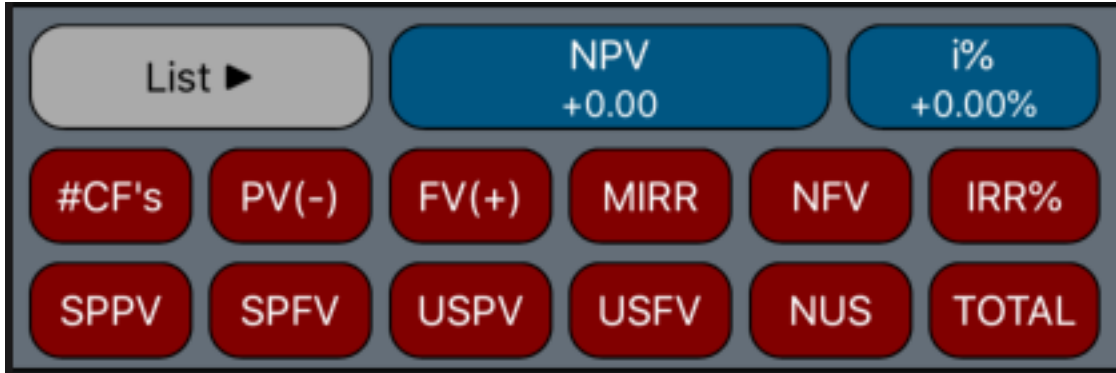 List ►
NPV
+0.00
i%
+0.00%
#CF's
PV(-)
FV(+)
MIRR
NFV
IRR%
SPPV
SPFV
USPV
USFV
NUS
TOTAL